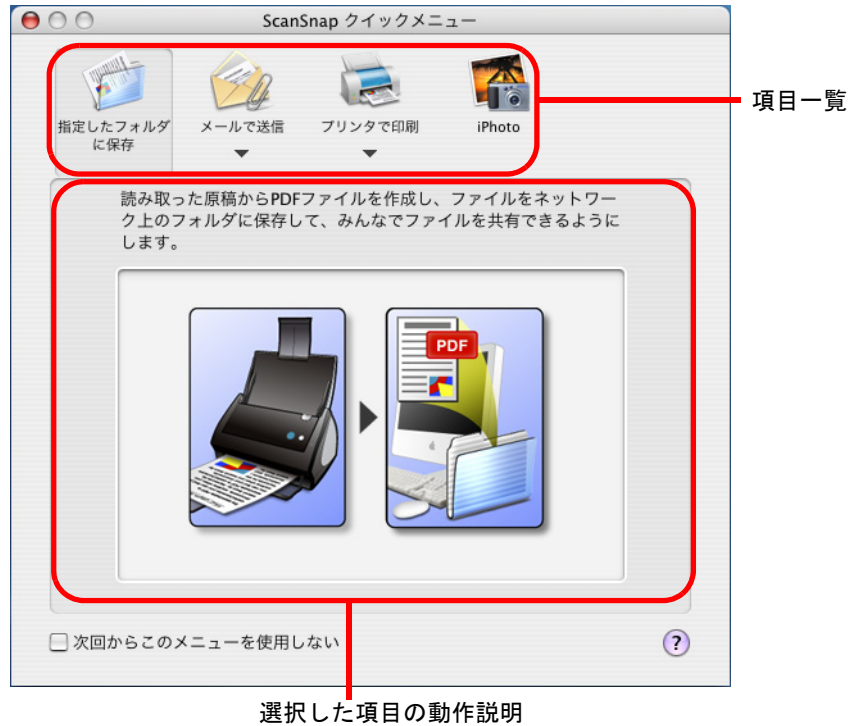 ScanSnap クイックメニュー
指定したフォルダ
に保存
メールで送信
プリンタで印刷
iPhoto
項目一覧
読み取った原稿からPDFファイルを作成し、ファイルをネットワー
ク上のフォルダに保存して、みんなでファイルを共有できるように
します。
PDF
次回からこのメニューを使用しない
?
選択した項目の動作説明